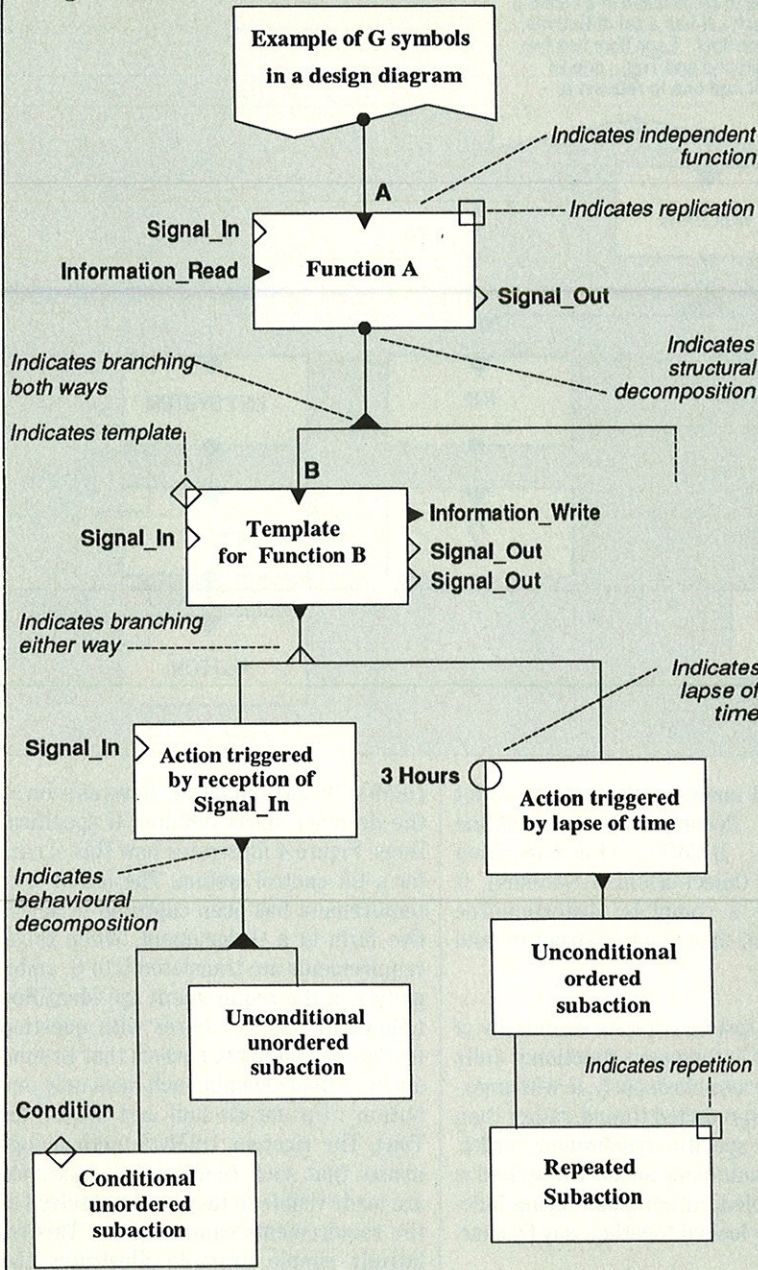 Example of G symbols
in a design diagram
Indicates independent
function
A
Indicates replication
Signal_In
Information_Read
Function A
Signal_Out
Indicates branching
both ways
Indicates
structural
decomposition
Indicates template
B
Signal_In
Template
for Function B
Information_Write
Signal_Out
Signal_Out
Indicates branching
either way
Indicates
lapse of
time
Signal_In
Action triggered
by reception of
Signal_In
3 Hours
Action triggered
by lapse of time
Indicates
behavioural
decomposition
Unconditional
ordered
subaction
Unconditional
unordered
subaction
Indicates repetition
Condition
Conditional
unordered
subaction
Repeated
Subaction